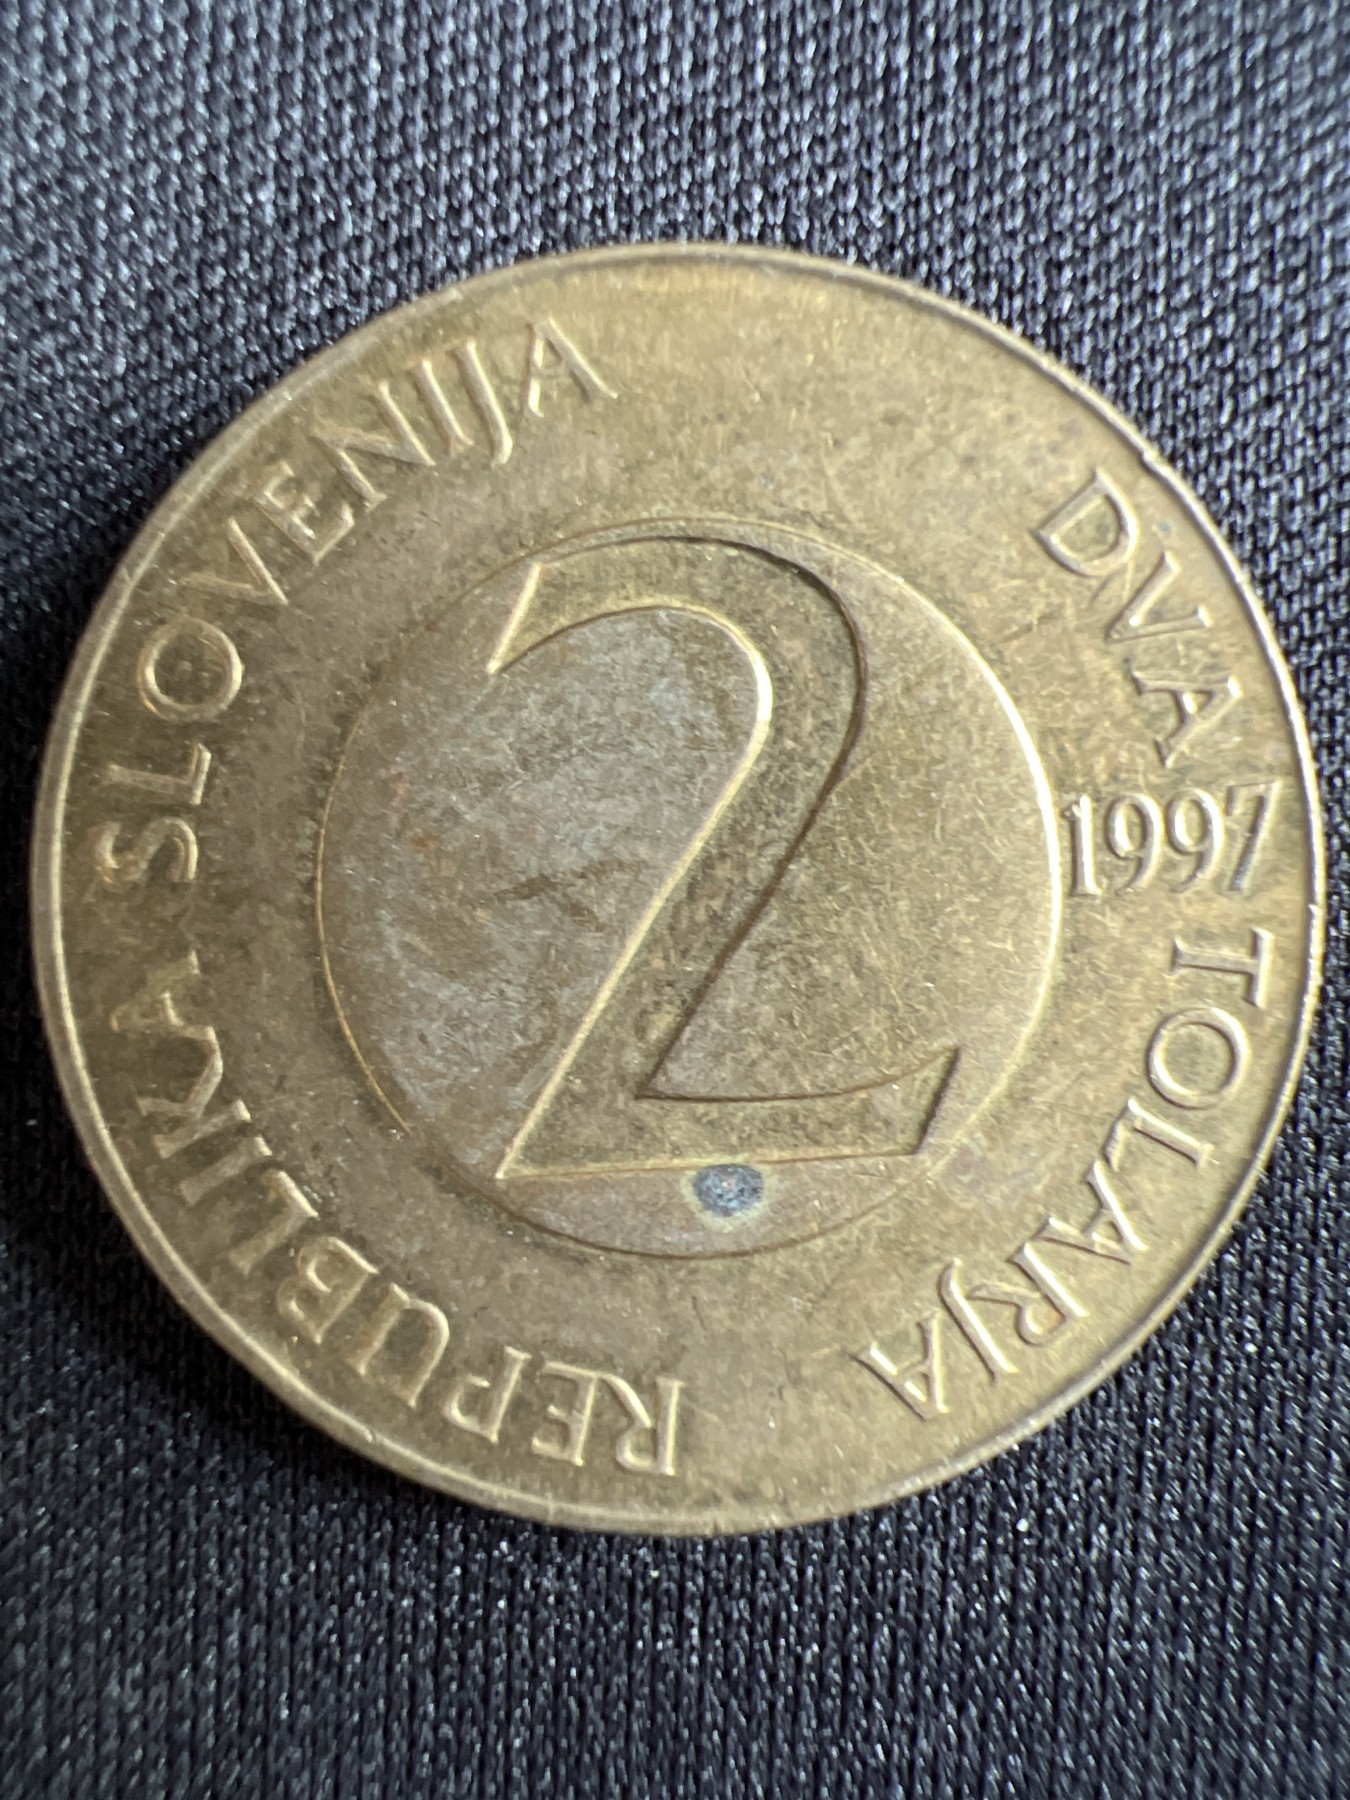 REPUBLIKA SLOVENIJA
2
DVA TOLARJA
1997